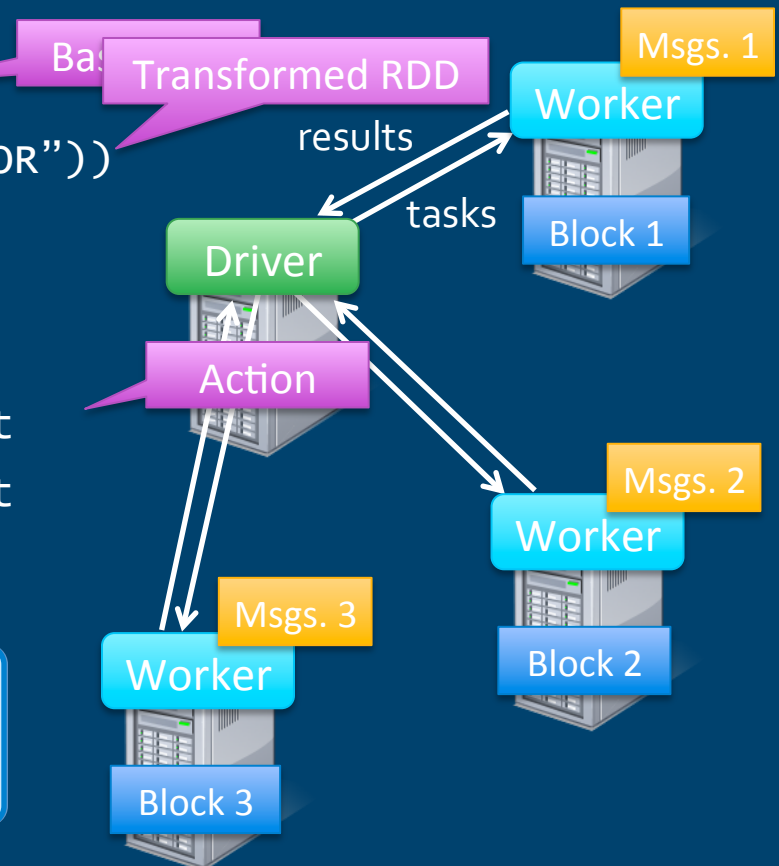 Msgs. 1
Bas
Transformed RDD
Worker
OR"))
results
tasks
Block 1
Driver
Action
t
t
Msgs. 2
Worker
Msgs. 3
Block 2
Worker
Block 3